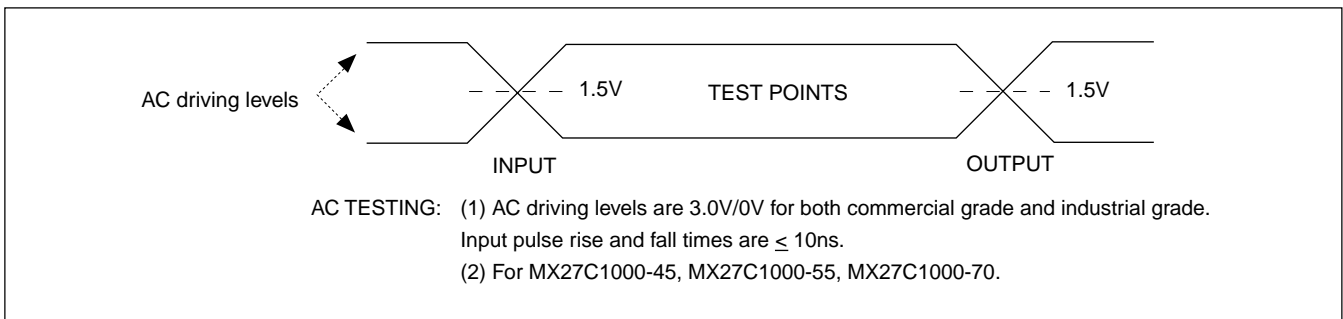 AC driving levels
1.5V
TEST POINTS
1.5V
INPUT
OUTPUT
AC TESTING: (1) AC driving levels are 3.0V/0V for both commercial grade and industrial grade.
Input pulse rise and fall times are ≤ 10ns.
(2) For MX27C1000-45, MX27C1000-55, MX27C1000-70.